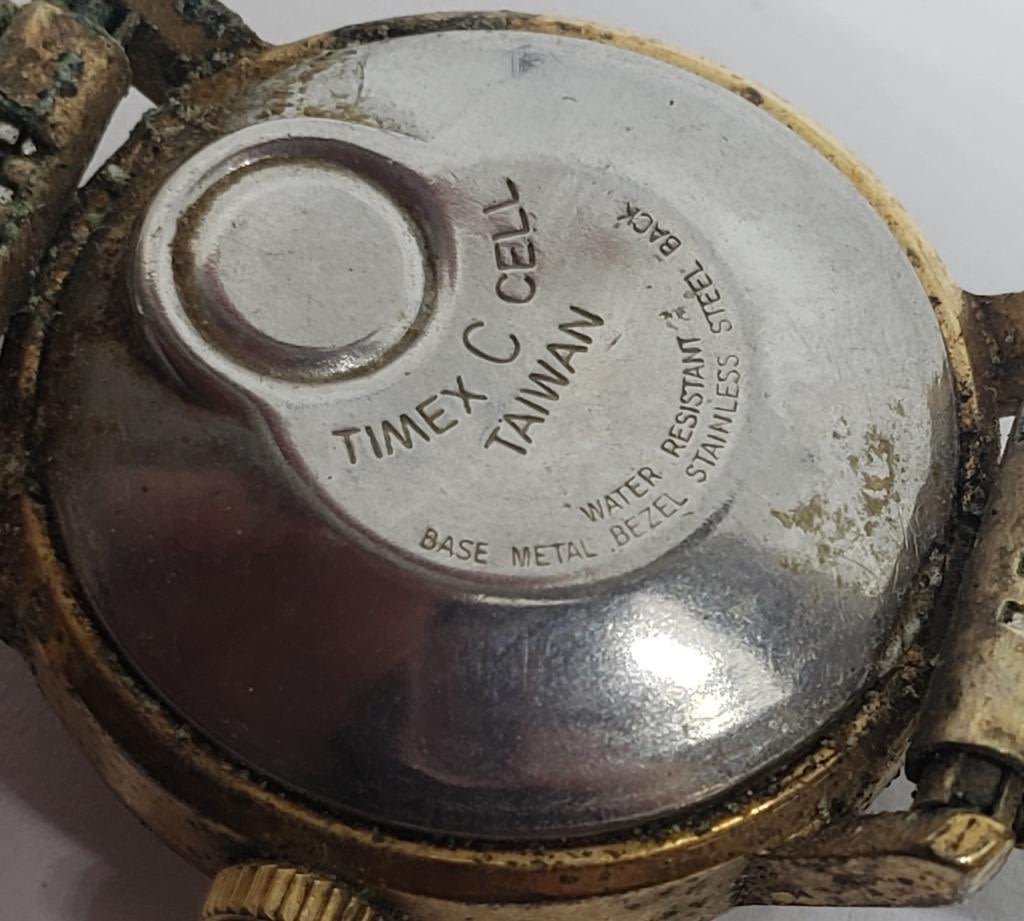 TIMEX C CELL
TAIWAN
WATER RESISTANT
BASE METAL BEZEL STAINLESS STEEL BACK